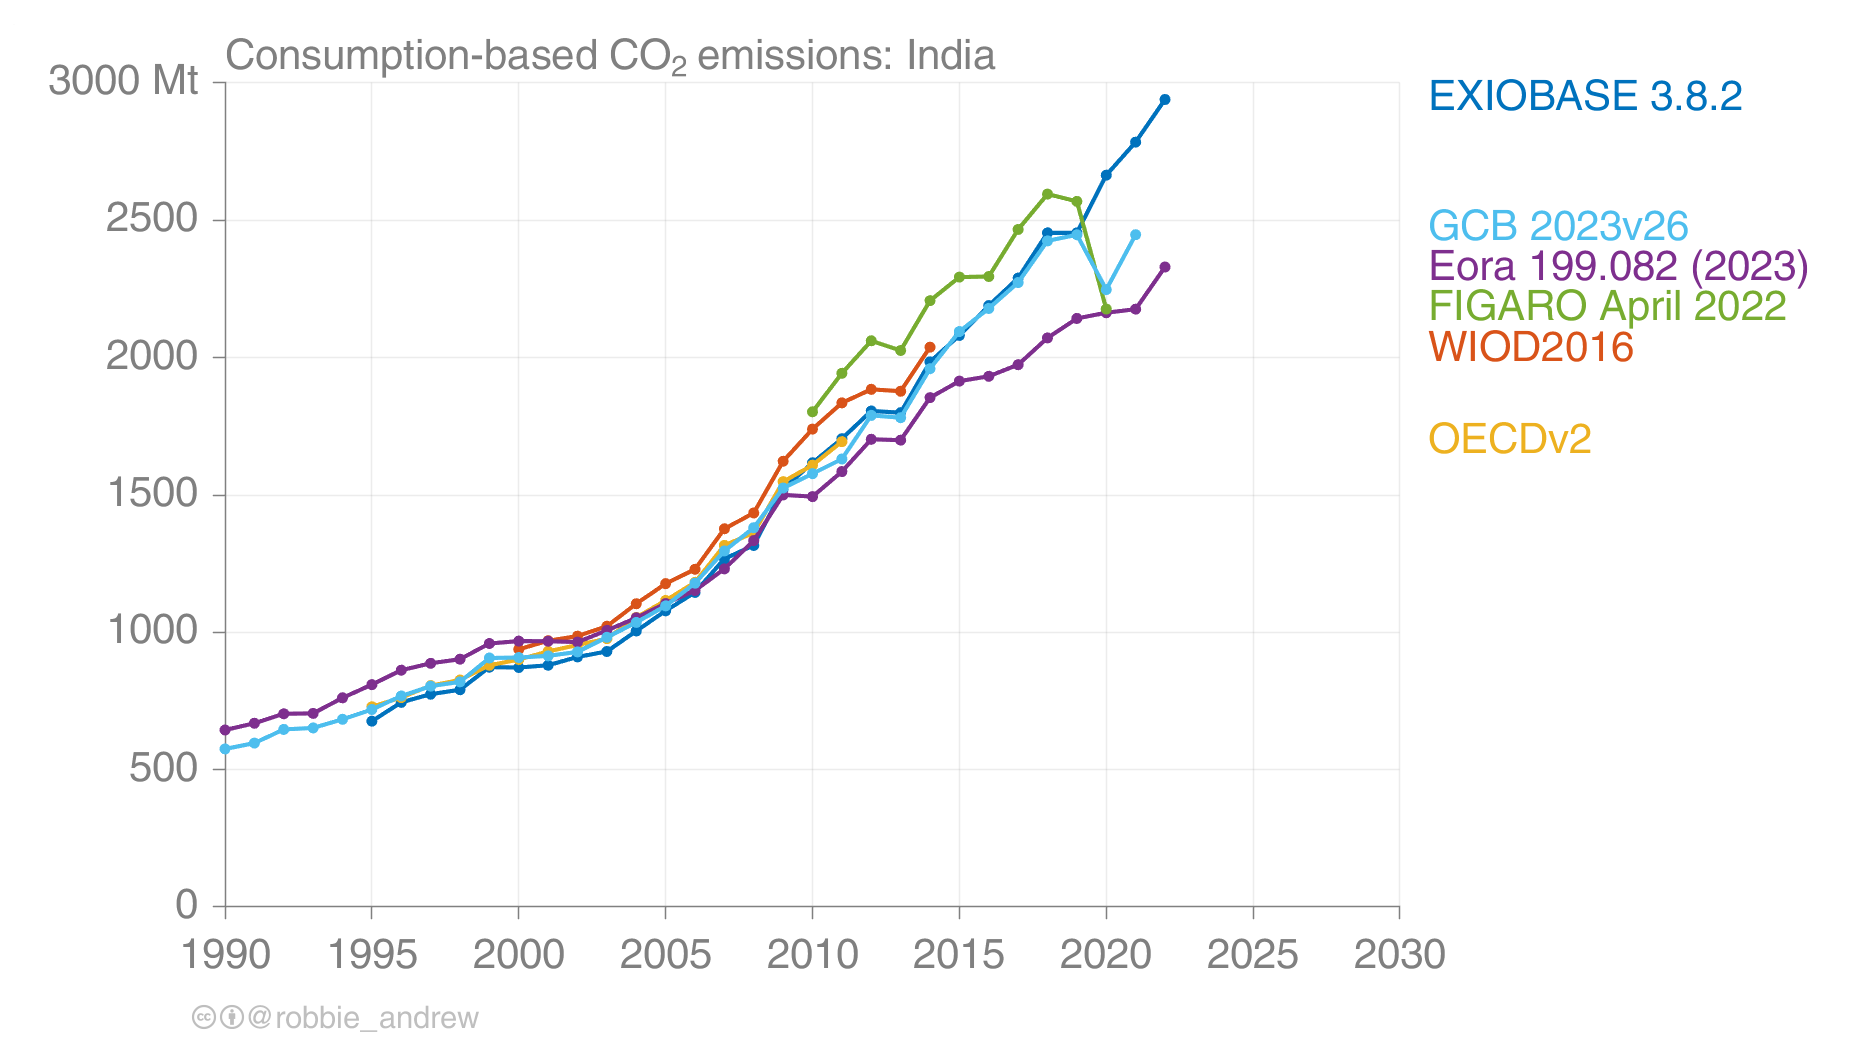 Consumption-based CO₂ emissions: India
3000 Mt
2500
2000
1500
1000
500
0
1990 1995 2000 2005 2010 2015 2020 2025 2030
EXIOBASE 3.8.2
GCB 2023v26
Eora 199.082 (2023)
FIGARO April 2022
WIOD2016
OECDv2
cc @robbie_andrew